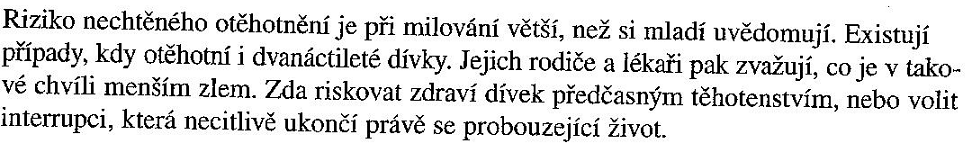 Riziko nechtěného otěhotnění je při milování větší, než si mladí uvědomují. Existují
případy, kdy otěhotní i dvanáctileté dívky. Jejich rodiče a lékaři pak zvažují, co je v tako-
vé chvíli menším zlem. Zda riskovat zdraví dívek předčasným těhotenstvím, nebo volit
interrupci, která necitlivě ukončí právě se probouzející život.